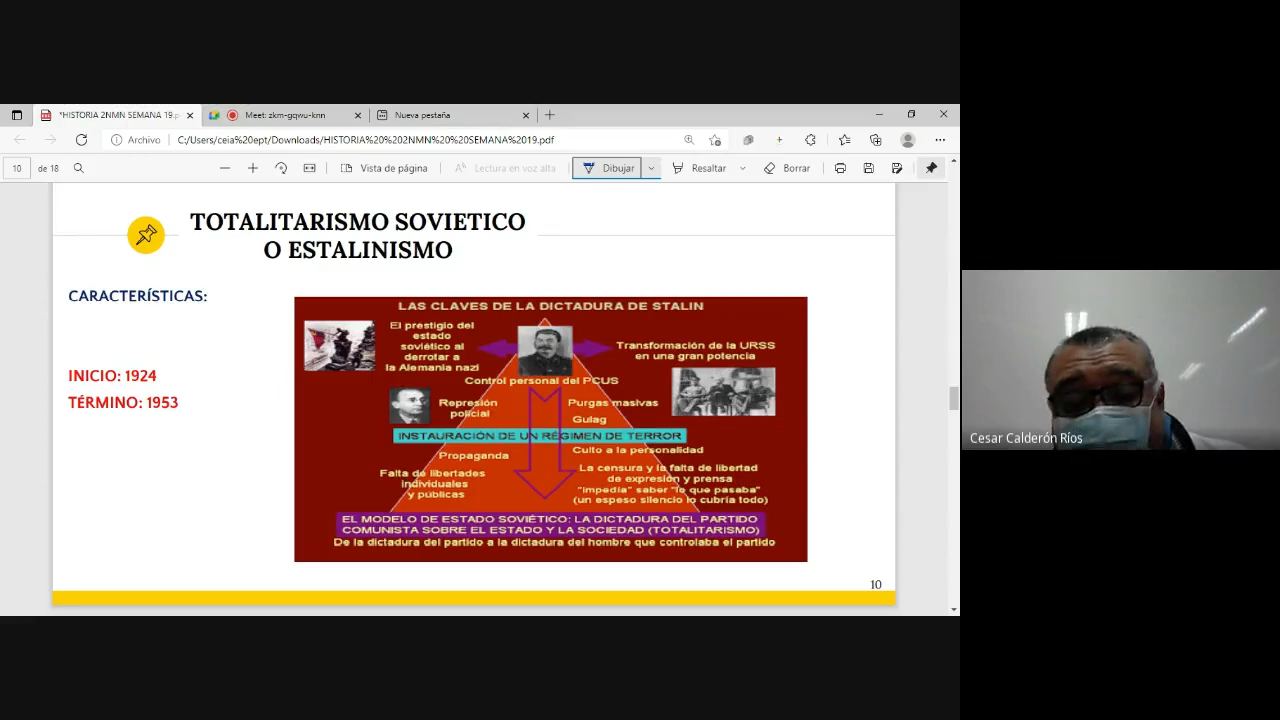 *HISTORIA 2NMN SEMANA 19.p
Meet: zkm-gqwu-knn
Nueva pestaña
Archivo
C:/Users/ceia%20ept/Downloads/HISTORIA%20%202NMN%20%20SEMANA%2019.pdf
10
de 18
Vista de página
Lectura en voz alta
Dibujar
Resaltar
Borrar
TOTALITARISMO SOVIETICO
O ESTALINISMO
CARACTERÍSTICAS:
INICIO: 1924
TÉRMINO: 1953
LAS CLAVES DE LA DICTADURA DE STALIN
El prestigio del
estado
soviético al
derrotar a
la Alemania nazi
Transformación de la URSS
en una gran potencia
Control personal del PCUS
Represión
policial
Purgas masivas
Gulag
INSTAURACIÓN DE UN RÉGIMEN DE TERROR
Propaganda
Culto a la personalidad
Falta de libertades
individuales
y públicas
La censura y la falta de libertad
de expresión y prensa
"impedía" saber "lo que pasaba"
(un espeso silencio lo cubría todo)
EL MODELO DE ESTADO SOVIÉTICO: LA DICTADURA DEL PARTIDO
COMUNISTA SOBRE EL ESTADO Y LA SOCIEDAD (TOTALITARISMO)
De la dictadura del partido a la dictadura del hombre que controlaba el partido
10
Cesar Calderón Ríos